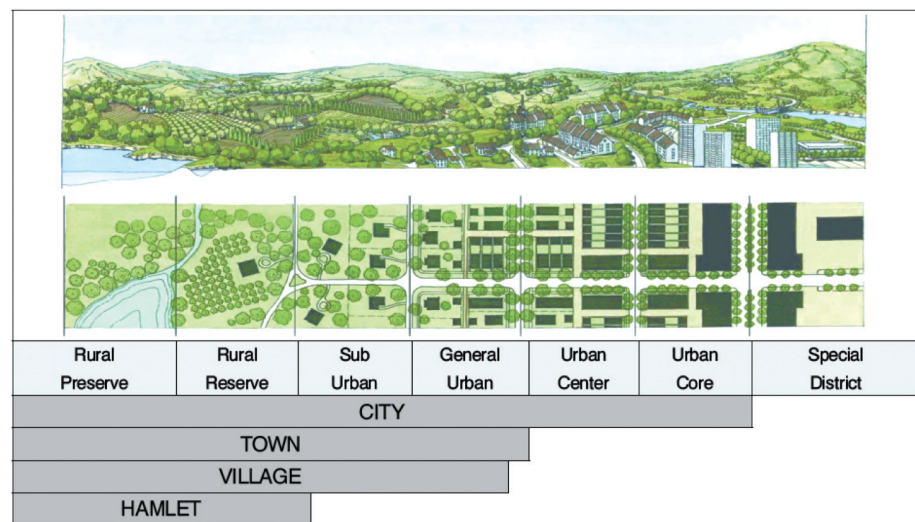 Rural Preserve
Rural Reserve
Sub Urban
General Urban
Urban Center
Urban Core
Special District
CITY
TOWN
VILLAGE
HAMLET